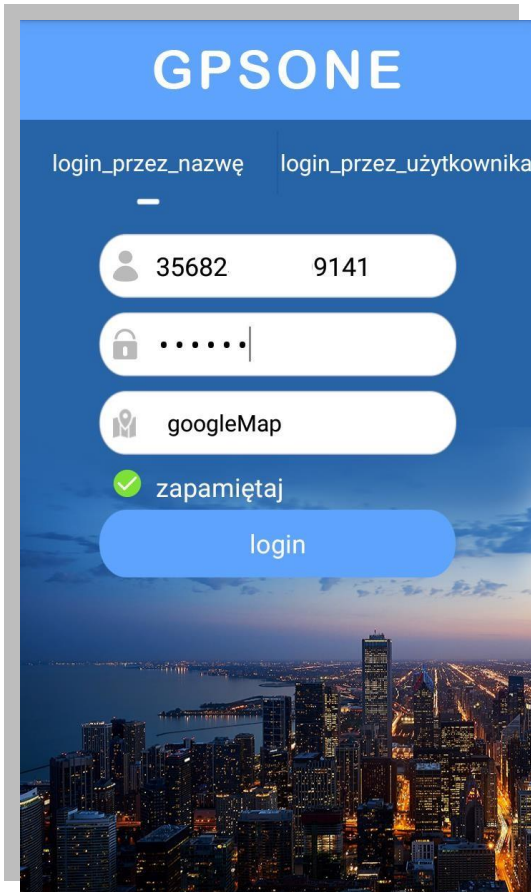 GPSONE
login_przez_nazwę login_przez_użytkownika
35682 9141
••••••
googleMap
zapamiętaj
login